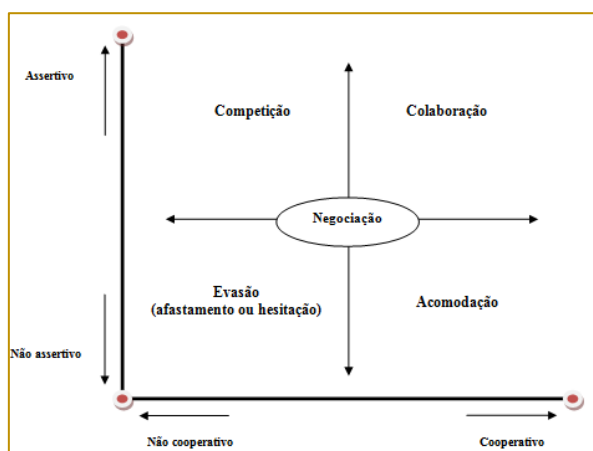 Assertivo
Competição
Colaboração
Negociação
Evasão
(afastamento ou hesitação)
Acomodação
Não assertivo
Não cooperativo
Cooperativo